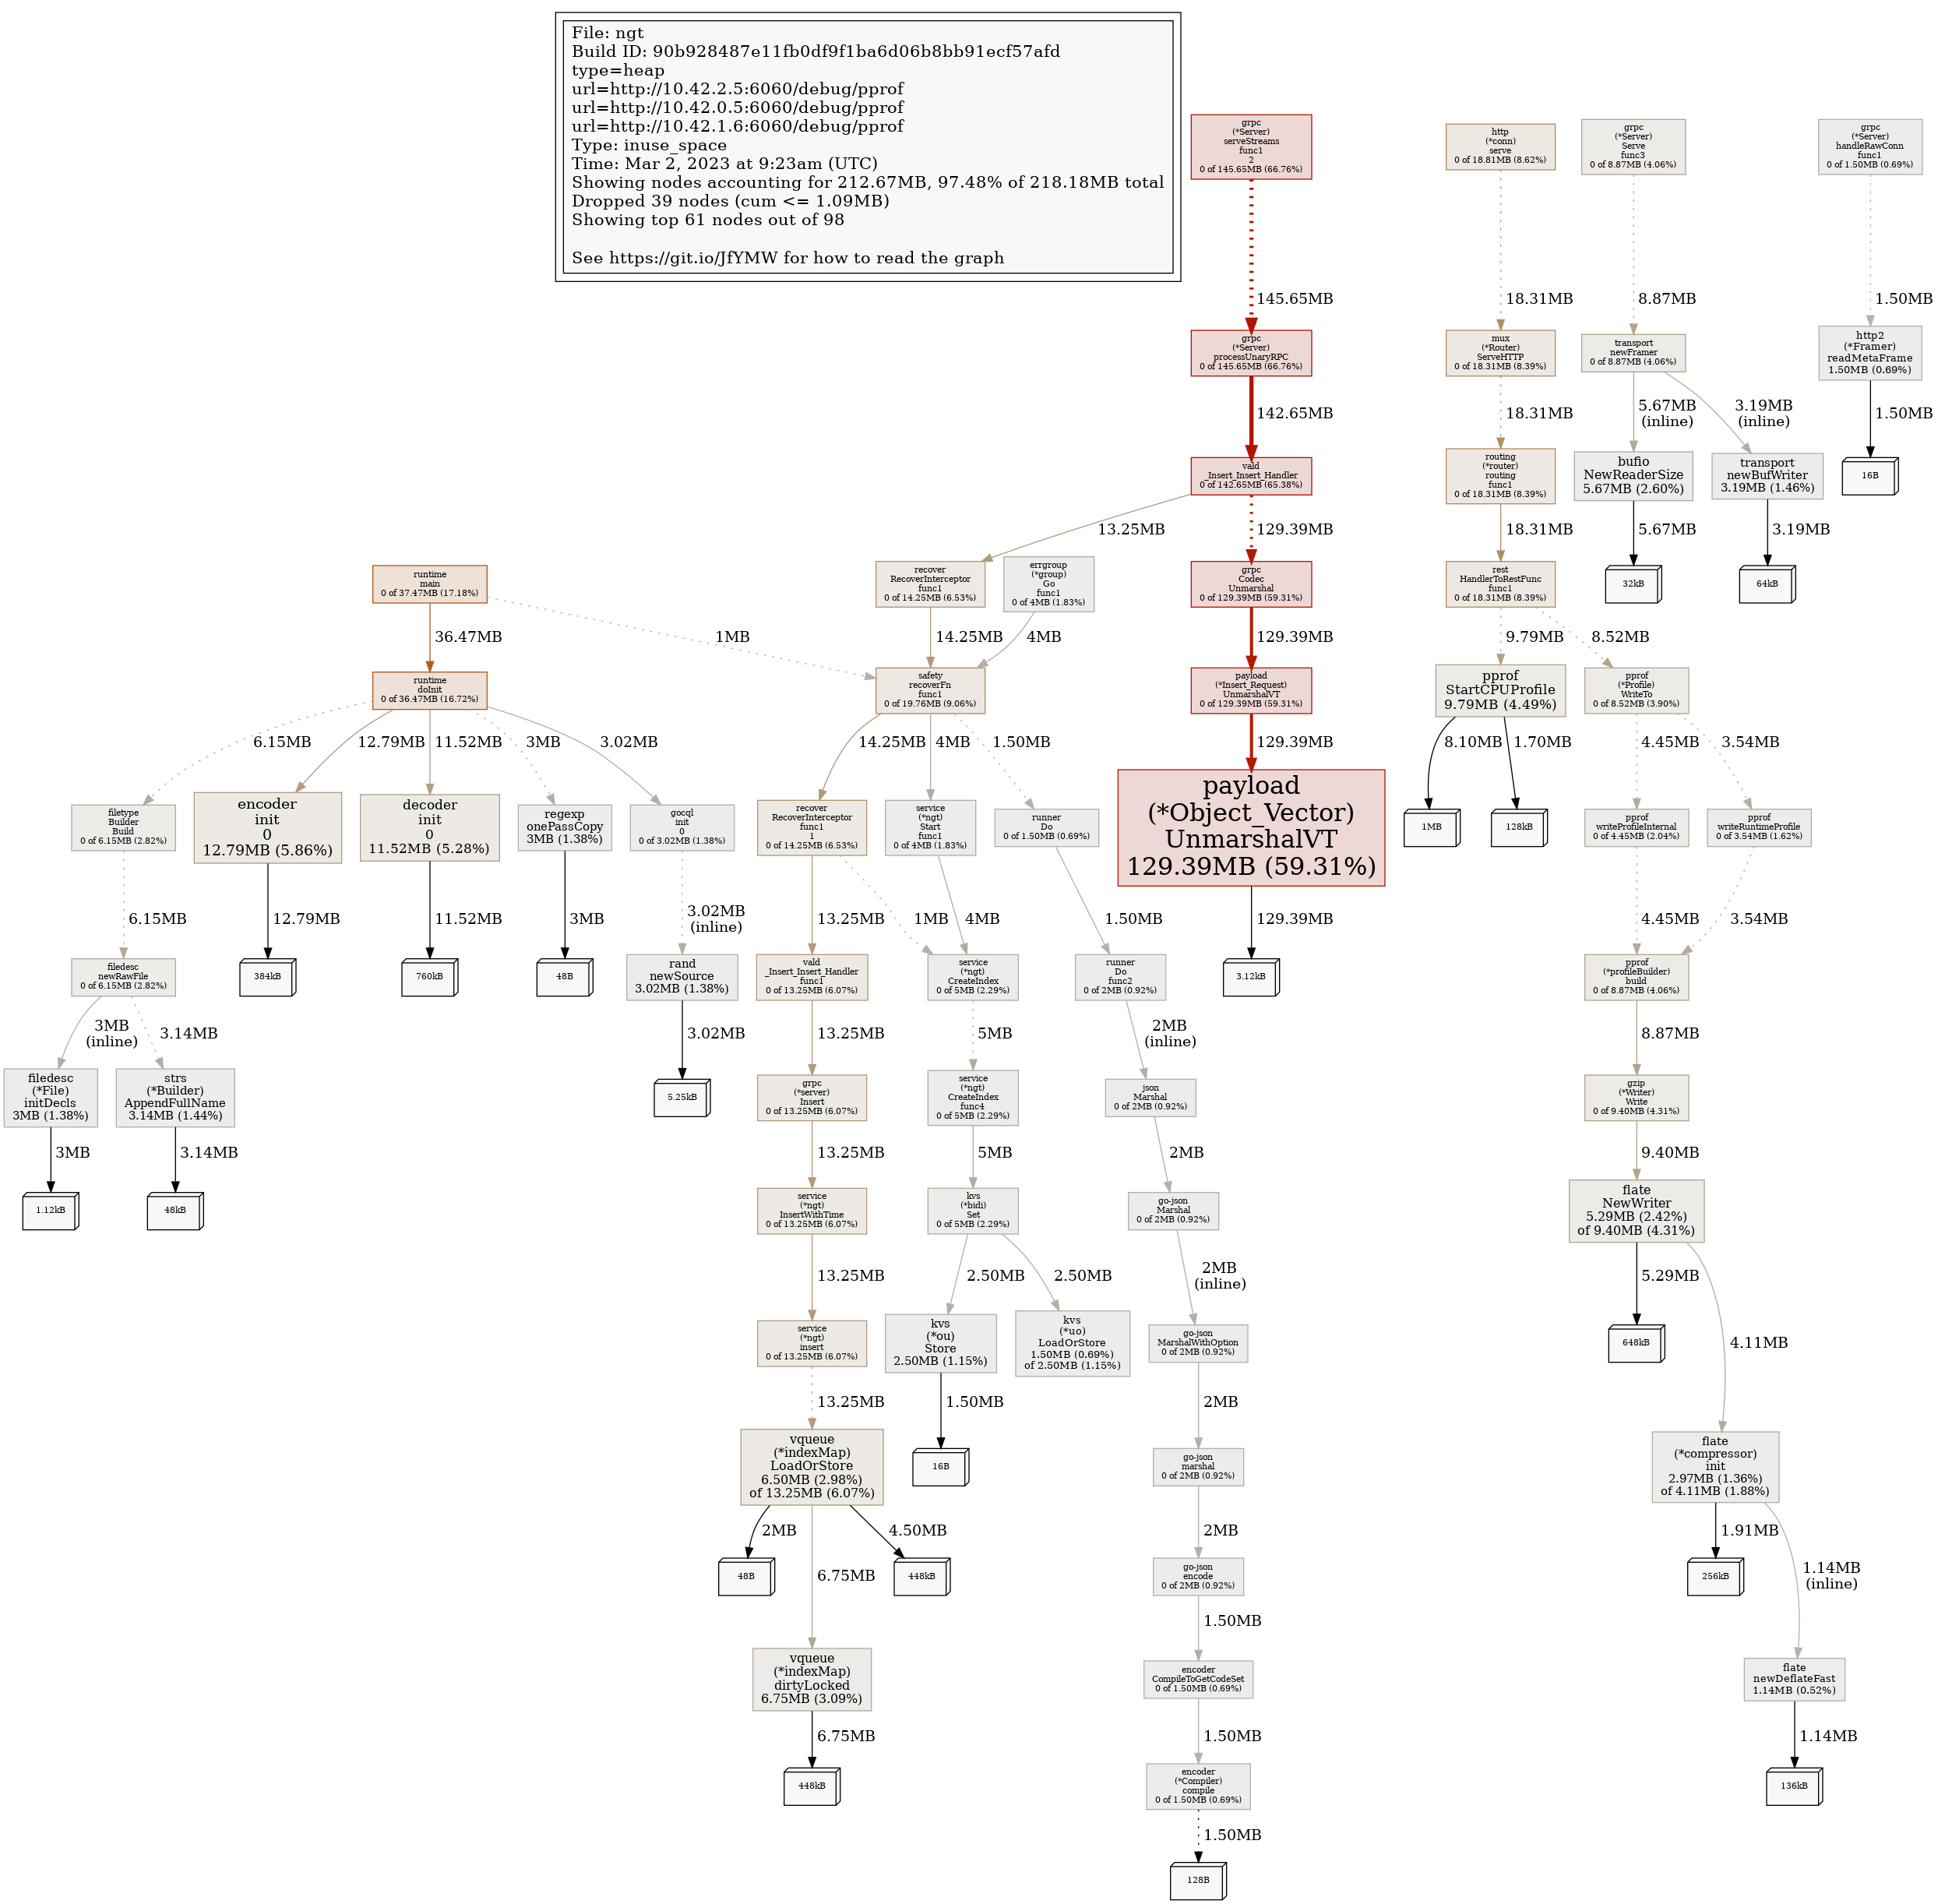 File: ngt
Build ID: 90b928487e11fb0df9f1ba6d06b8bb91ecf57afd
type=heap
url=http://10.42.2.5:6060/debug/pprof
url=http://10.42.0.5:6060/debug/pprof
url=http://10.42.1.6:6060/debug/pprof
Type: inuse_space
Time: Mar 2, 2023 at 9:23am (UTC)
Showing nodes accounting for 212.67MB, 97.48% of 218.18MB total
Dropped 39 nodes (cum <= 1.09MB)
Showing top 61 nodes out of 98
See https://git.io/JfYMW for how to read the graph
grpc
(*Server)
serveStreams
func1
2
0 of 145.65MB (66.76%)
http
(*conn)
serve
0 of 18.81MB (8.62%)
grpc
(*Server)
Serve
func3
0 of 8.87MB (4.06%)
grpc
(*Server)
handleRawConn
func1
0 of 1.50MB (0.69%)
145.65MB
18.31MB
8.87MB
1.50MB
grpc
(*Server)
processUnaryRPC
0 of 145.65MB (66.76%)
mux
(*Router)
ServeHTTP
0 of 18.31MB (8.39%)
transport
newFramer
0 of 8.87MB (4.06%)
http2
(*Framer)
readMetaFrame
1.50MB (0.69%)
142.65MB
18.31MB
5.67MB
(inline)
3.19MB
(inline)
1.50MB
vald
_Insert_Insert_Handler
0 of 142.65MB (65.38%)
routing
(*router)
routing
func1
0 of 18.31MB (8.39%)
bufio
NewReaderSize
5.67MB (2.60%)
transport
newBufWriter
3.19MB (1.46%)
16B
13.25MB
129.39MB
18.31MB
5.67MB
3.19MB
runtime
main
0 of 37.47MB (17.18%)
recover
RecoverInterceptor
func1
0 of 14.25MB (6.53%)
errgroup
(*group)
Go
func1
0 of 4MB (1.83%)
grpc
Codec
Unmarshal
0 of 129.39MB (59.31%)
rest
HandlerToRestFunc
func1
0 of 18.31MB (8.39%)
32kB
64kB
36.47MB
1MB
14.25MB
4MB
129.39MB
9.79MB
8.52MB
runtime
doInit
0 of 36.47MB (16.72%)
safety
recoverFn
func1
0 of 19.76MB (9.06%)
payload
(*Insert_Request)
UnmarshalVT
0 of 129.39MB (59.31%)
pprof
StartCPUProfile
9.79MB (4.49%)
pprof
(*Profile)
WriteTo
0 of 8.52MB (3.90%)
6.15MB
12.79MB
11.52MB
3MB
3.02MB
14.25MB
4MB
1.50MB
129.39MB
8.10MB
1.70MB
4.45MB
3.54MB
filetype
Builder
Build
0 of 6.15MB (2.82%)
encoder
init
0
12.79MB (5.86%)
decoder
init
0
11.52MB (5.28%)
regexp
onePassCopy
3MB (1.38%)
gocql
init
0
0 of 3.02MB (1.38%)
recover
RecoverInterceptor
func1
1
0 of 14.25MB (6.53%)
service
(*ngt)
Start
func1
0 of 4MB (1.83%)
runner
Do
0 of 1.50MB (0.69%)
payload
(*Object_Vector)
UnmarshalVT
129.39MB (59.31%)
1MB
128kB
pprof
writeProfileInternal
0 of 4.45MB (2.04%)
pprof
writeRuntimeProfile
0 of 3.54MB (1.62%)
6.15MB
12.79MB
11.52MB
3MB
3.02MB
(inline)
13.25MB
1MB
4MB
1.50MB
129.39MB
4.45MB
3.54MB
filedesc
newRawFile
0 of 6.15MB (2.82%)
384kB
760kB
48B
rand
newSource
3.02MB (1.38%)
vald
_Insert_Insert_Handler
func1
0 of 13.25MB (6.07%)
service
(*ngt)
CreateIndex
0 of 5MB (2.29%)
runner
Do
func2
0 of 2MB (0.92%)
3.12kB
pprof
(*profileBuilder)
build
0 of 8.87MB (4.06%)
3MB
(inline)
3.14MB
3.02MB
13.25MB
5MB
2MB
(inline)
8.87MB
filedesc
(*File)
initDecls
3MB (1.38%)
strs
(*Builder)
AppendFullName
3.14MB (1.44%)
5.25kB
grpc
(*server)
Insert
0 of 13.25MB (6.07%)
service
(*ngt)
CreateIndex
func4
0 of 5MB (2.29%)
json
Marshal
0 of 2MB (0.92%)
gzip
(*Writer)
Write
0 of 9.40MB (4.31%)
3MB
3.14MB
13.25MB
5MB
2MB
9.40MB
1.12kB
48kB
service
(*ngt)
InsertWithTime
0 of 13.25MB (6.07%)
kvs
(*bidi)
Set
0 of 5MB (2.29%)
go-json
Marshal
0 of 2MB (0.92%)
flate
NewWriter
5.29MB (2.42%)
of 9.40MB (4.31%)
13.25MB
2.50MB
2.50MB
2MB
(inline)
5.29MB
4.11MB
service
(*ngt)
insert
0 of 13.25MB (6.07%)
kvs
(*ou)
Store
2.50MB (1.15%)
kvs
(*uo)
LoadOrStore
1.50MB (0.69%)
of 2.50MB (1.15%)
go-json
MarshalWithOption
0 of 2MB (0.92%)
648kB
13.25MB
1.50MB
2MB
vqueue
(*indexMap)
LoadOrStore
6.50MB (2.98%)
of 13.25MB (6.07%)
16B
go-json
marshal
0 of 2MB (0.92%)
flate
(*compressor)
init
2.97MB (1.36%)
of 4.11MB (1.88%)
2MB
6.75MB
4.50MB
2MB
1.91MB
1.14MB
(inline)
48B
448kB
go-json
encode
0 of 2MB (0.92%)
256kB
1.50MB
vqueue
(*indexMap)
dirtyLocked
6.75MB (3.09%)
encoder
CompileToGetCodeSet
0 of 1.50MB (0.69%)
flate
newDeflateFast
1.14MB (0.52%)
6.75MB
1.50MB
1.14MB
448kB
encoder
(*Compiler)
compile
0 of 1.50MB (0.69%)
136kB
1.50MB
128B